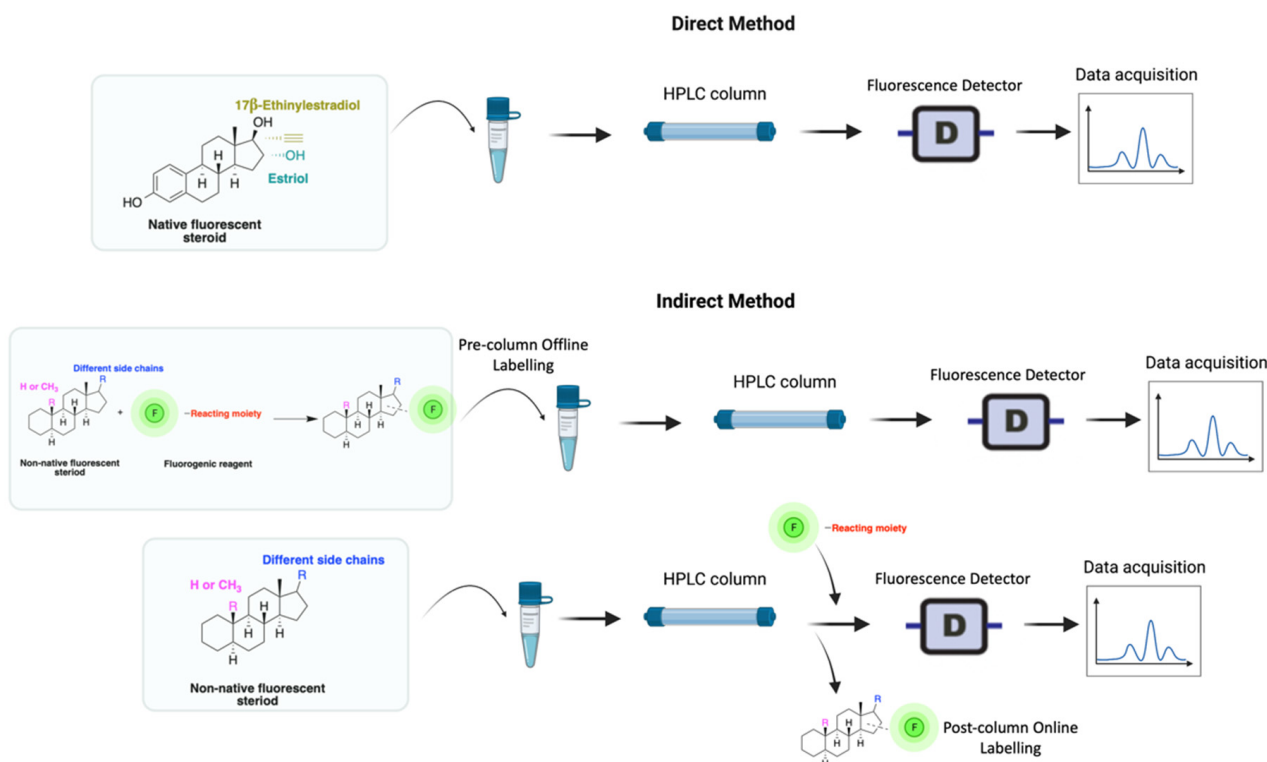 Direct Method
17β-Ethinylestradiol
OH
H
H
H
OH
Estriol
HO
Native fluorescent
steroid
HPLC column
Fluorescence Detector
D
Data acquisition
Indirect Method
Different side chains
H or CH3
R
R
H
H
H
H
+
F
–Reacting moiety
Non-native fluorescent
steriod
Fluorogenic reagent
R
R
H
H
H
H
F
Pre-column Offline
Labelling
HPLC column
Fluorescence Detector
D
Data acquisition
Different side chains
H or CH3
R
R
H
H
H
H
Non-native fluorescent
steriod
HPLC column
F
–Reacting moiety
Fluorescence Detector
D
Data acquisition
R
R
H
H
H
F
Post-column Online
Labelling